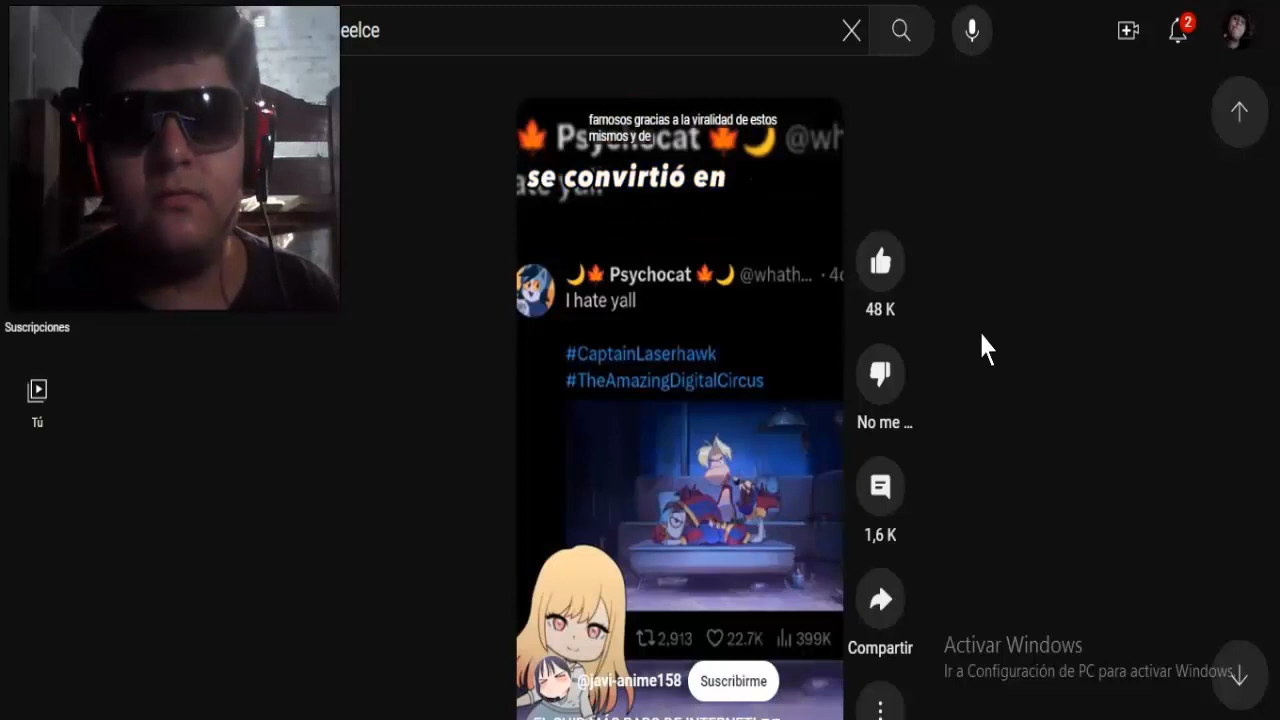 eelce
2
famosos gracias a la viralidad de estos
mismos y de
Psychocat @wh
se convirtió en
Psychocat @whath... · 4
I hate yall
#CaptainLaserhawk
#TheAmazingDigitalCircus
2,913 22.7K 399K
@javi-anime158 Suscribirme
48 K
No me ...
1,6 K
Compartir
Suscripciones
Tú
Activar Windows
Ir a Configuración de PC para activar Windows.